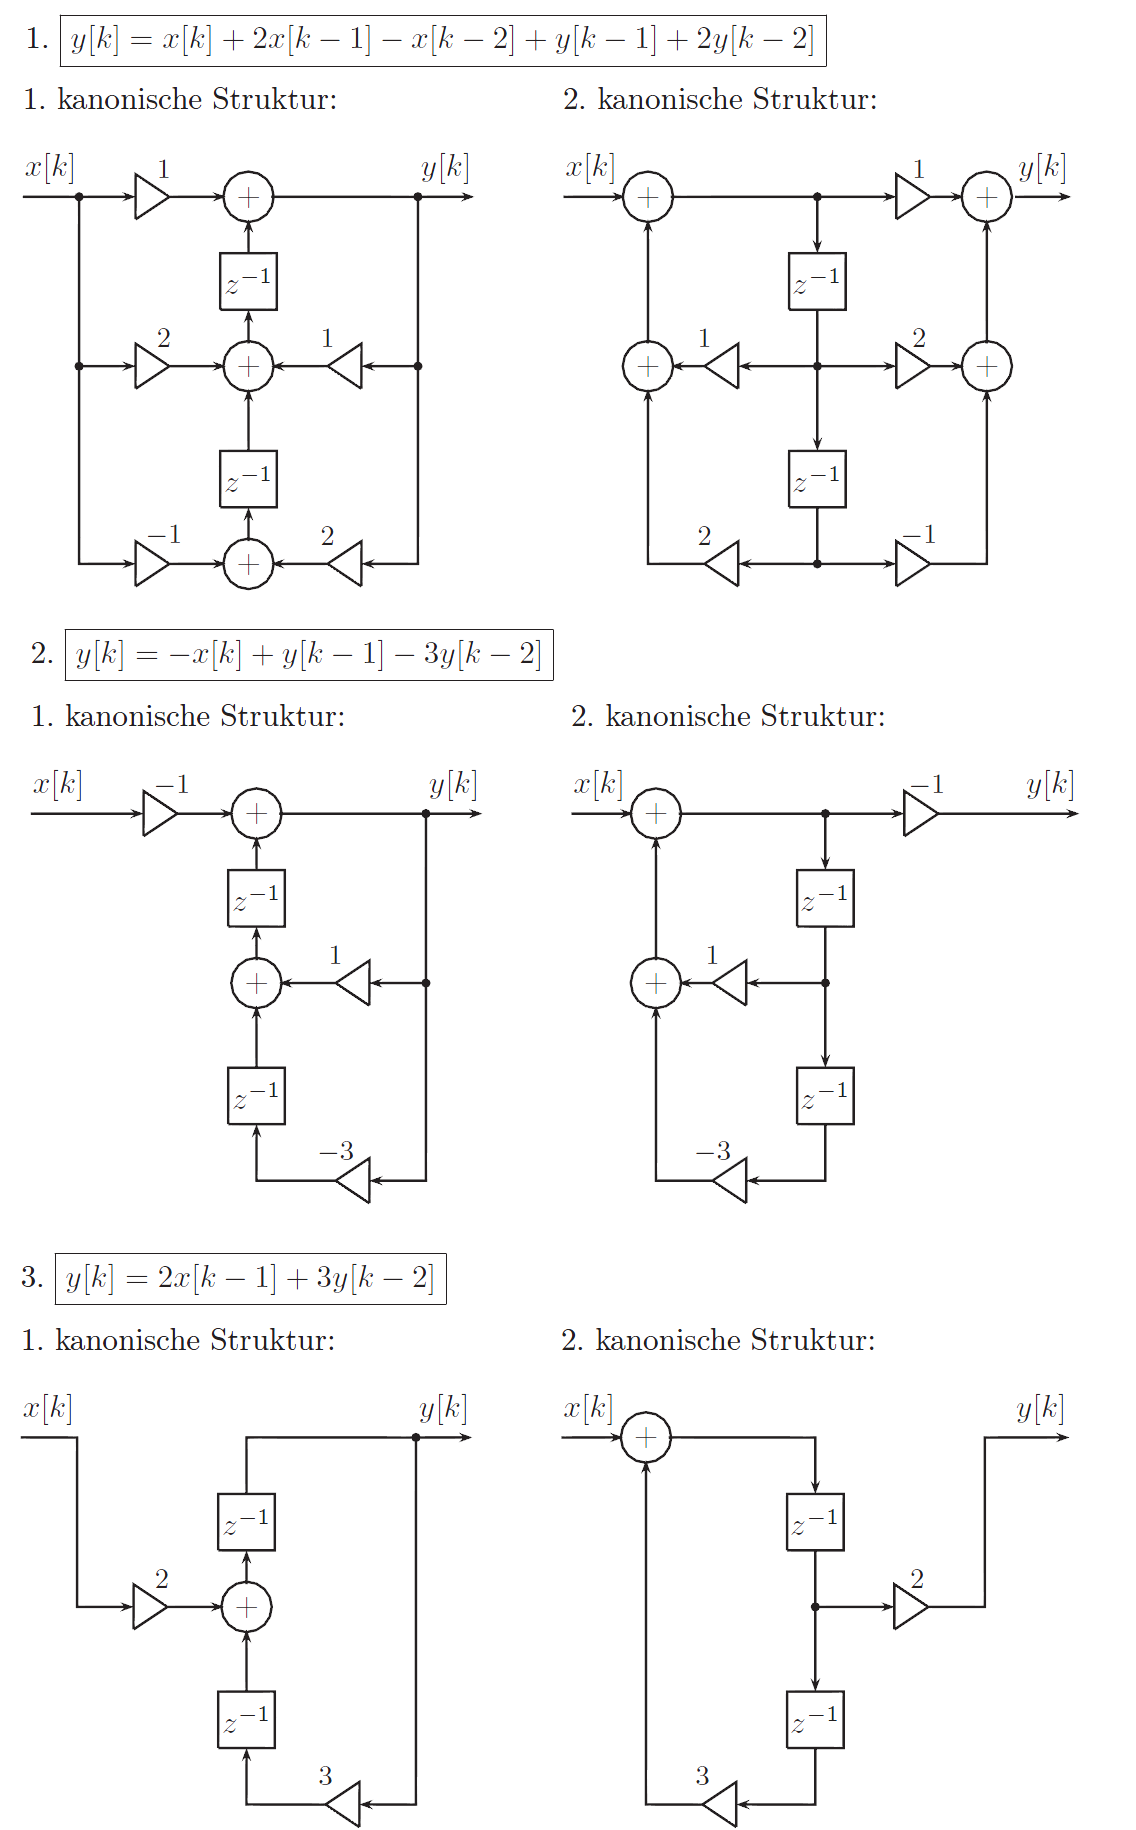 1. y[k] = x[k] + 2x[k − 1] − x[k − 2] + y[k − 1] + 2y[k − 2]
1. kanonische Struktur: 2. kanonische Struktur:
x[k] 1 + y[k] x[k] + 1 + y[k]
z⁻¹ z⁻¹
2 + 1 + 1 2 +
z⁻¹ z⁻¹
−1 + 2 2 −1
2. y[k] = −x[k] + y[k − 1] − 3y[k − 2]
1. kanonische Struktur: 2. kanonische Struktur:
x[k] −1 + y[k] x[k] + −1 y[k]
z⁻¹ z⁻¹
+ 1 + 1
z⁻¹ z⁻¹
−3 −3
3. y[k] = 2x[k − 1] + 3y[k − 2]
1. kanonische Struktur: 2. kanonische Struktur:
x[k] y[k] x[k] + y[k]
z⁻¹ z⁻¹
2 + 2
z⁻¹ z⁻¹
3 3